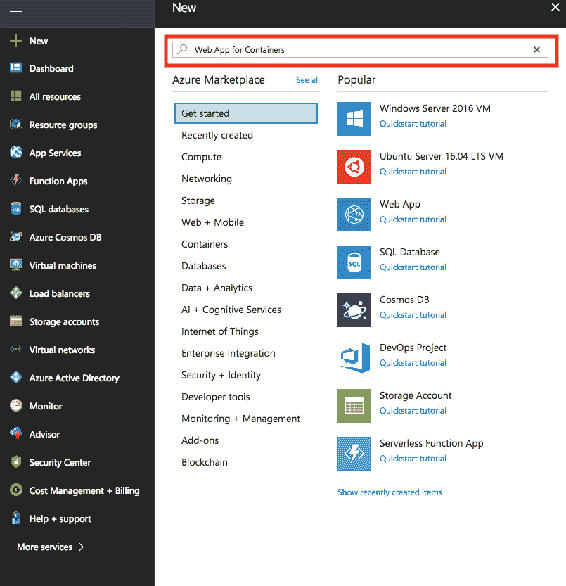 New
Web App for Containers
New
Dashboard
All resources
Resource groups
App Services
Function Apps
SQL databases
Azure Cosmos DB
Virtual machines
Load balancers
Storage accounts
Virtual networks
Azure Active Directory
Monitor
Advisor
Security Center
Cost Management + Billing
Help + support
More services
Azure Marketplace See all
Get started
Recently created
Compute
Networking
Storage
Web + Mobile
Containers
Databases
Data + Analytics
AI + Cognitive Services
Internet of Things
Enterprise Integration
Security + Identity
Developer tools
Monitoring + Management
Add-ons
Blockchain
Popular
Windows Server 2016 VM
Quickstart tutorial
Ubuntu Server 16.04 LTS VM
Quickstart tutorial
Web App
Quickstart tutorial
SQL
SQL Database
Quickstart tutorial
Cosmos DB
Quickstart tutorial
DevOps Project
Quickstart tutorial
Storage Account
Quickstart tutorial
Serverless Function App
Quickstart tutorial
Show recently created items